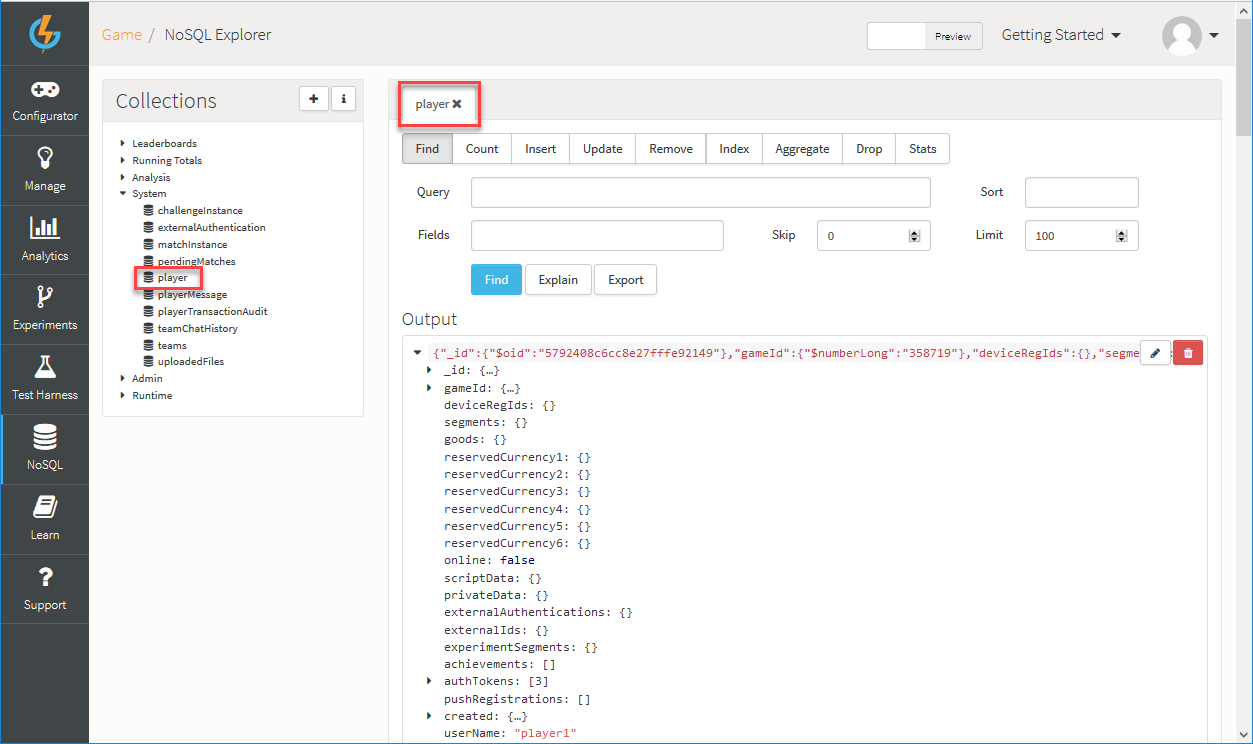 Game / NoSQL Explorer
Preview
Getting Started
Configurator
Manage
Analytics
Experiments
Test Harness
NoSQL
Learn
Support
Collections
Leaderboards
Running Totals
Analysis
System
challengeInstance
externalAuthentication
matchInstance
pendingMatches
player
playerMessage
playerTransactionAudit
teamChatHistory
teams
uploadedFiles
Admin
Runtime
player
Find Count Insert Update Remove Index Aggregate Drop Stats
Query Sort
Fields Skip 0 Limit 100
Find Explain Export
Output
{"_id":{"$oid":"5792408c6cc8e27fffe92149"},"gameId":{"$numberLong":"358719"},"deviceRegIds":{},"segme
_id: {…}
gameId: {…}
deviceRegIds: {}
segments: {}
goods: {}
reservedCurrency1: {}
reservedCurrency2: {}
reservedCurrency3: {}
reservedCurrency4: {}
reservedCurrency5: {}
reservedCurrency6: {}
online: false
scriptData: {}
privateData: {}
externalAuthentications: {}
externalIds: {}
experimentSegments: {}
achievements: []
authTokens: [3]
pushRegistrations: []
created: {…}
userName: "player1"